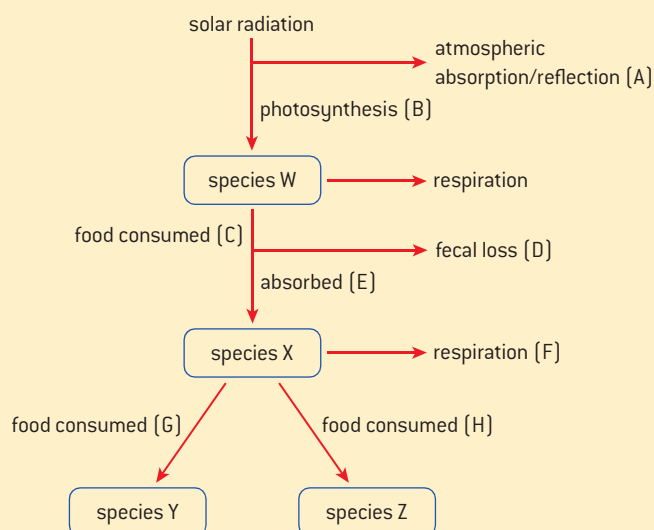 solar radiation
atmospheric
absorption/reflection (A)
photosynthesis (B)
species W
respiration
food consumed (C)
fecal loss (D)
absorbed (E)
species X
respiration (F)
food consumed (G)
food consumed (H)
species Y
species Z